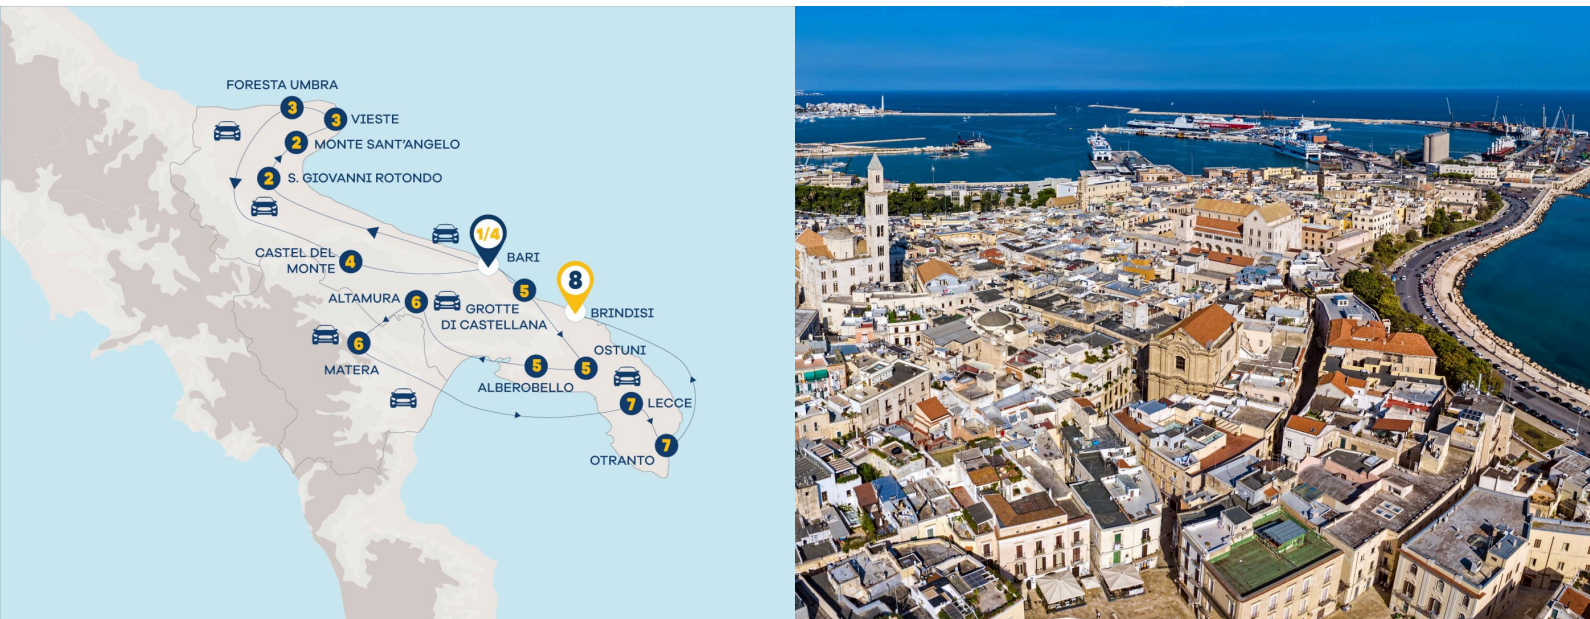 FORESTA UMBRA
3
3
VIESTE
2
MONTE SANT'ANGELO
2
S. GIOVANNI ROTONDO
1/4
BARI
CASTEL DEL
MONTE
4
8
BRINDISI
5
ALTAMURA
6
GROTTE
DI CASTELLANA
6
MATERA
OSTUNI
5
5
ALBEROBELLO
7
LECCE
7
OTRANTO